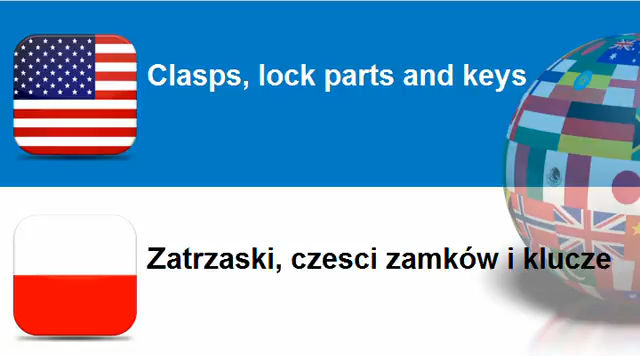 Clasps, lock parts and keys
Zatrzaski, czesci zamków i klucze